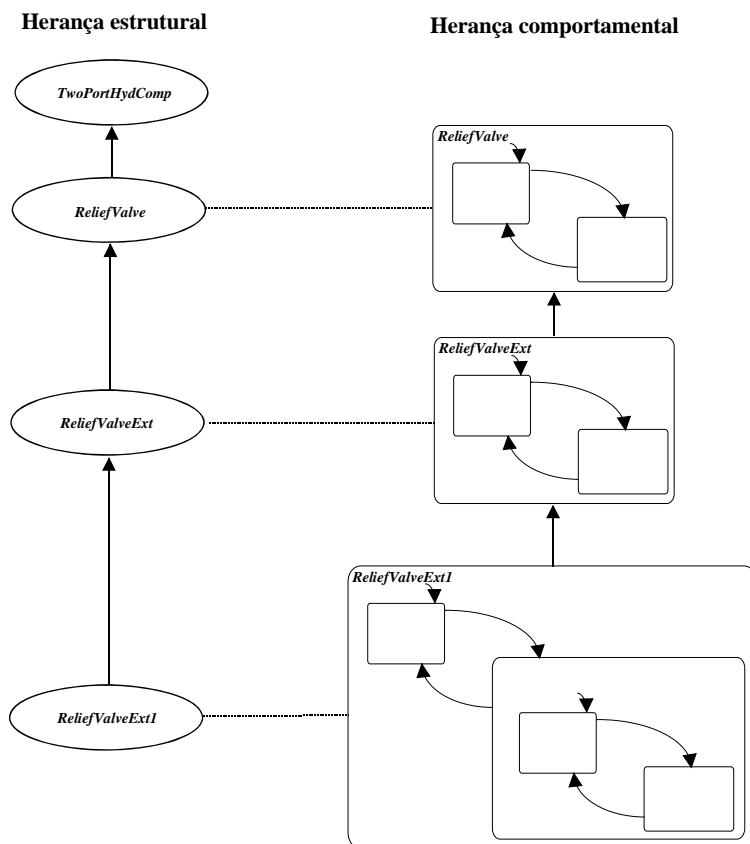 Herança estrutural
Herança comportamental
TwoPortHydComp
ReliefValve
ReliefValve
ReliefValveExt
ReliefValveExt
ReliefValveExt1
ReliefValveExt1